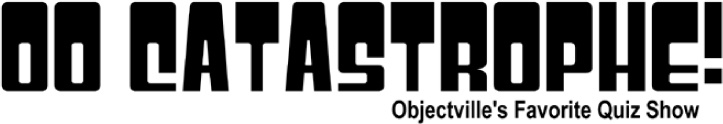 OO CATASTROPHE!
Objectville's Favorite Quiz Show